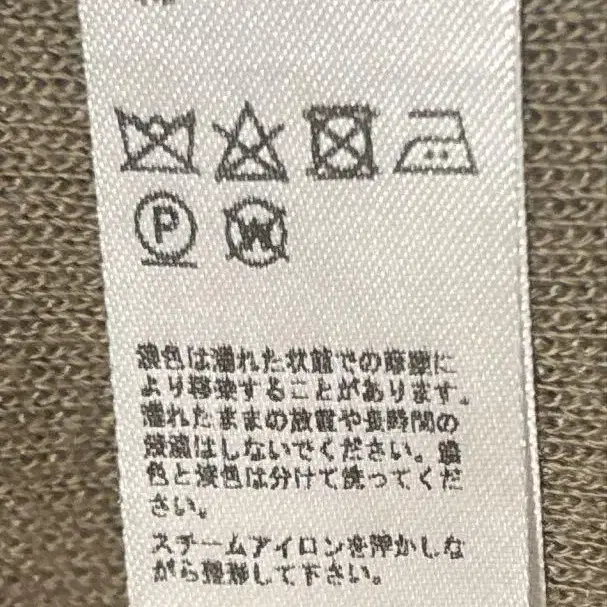 P W
濃色は濡れた状態での摩擦に
より移染することがあります。
濡れたままの放置や長時間の
浸漬はしないでください。濃
色と淡色は分けて洗ってくだ
さい。
スチームアイロンを浮かしな
がら整形して下さい。